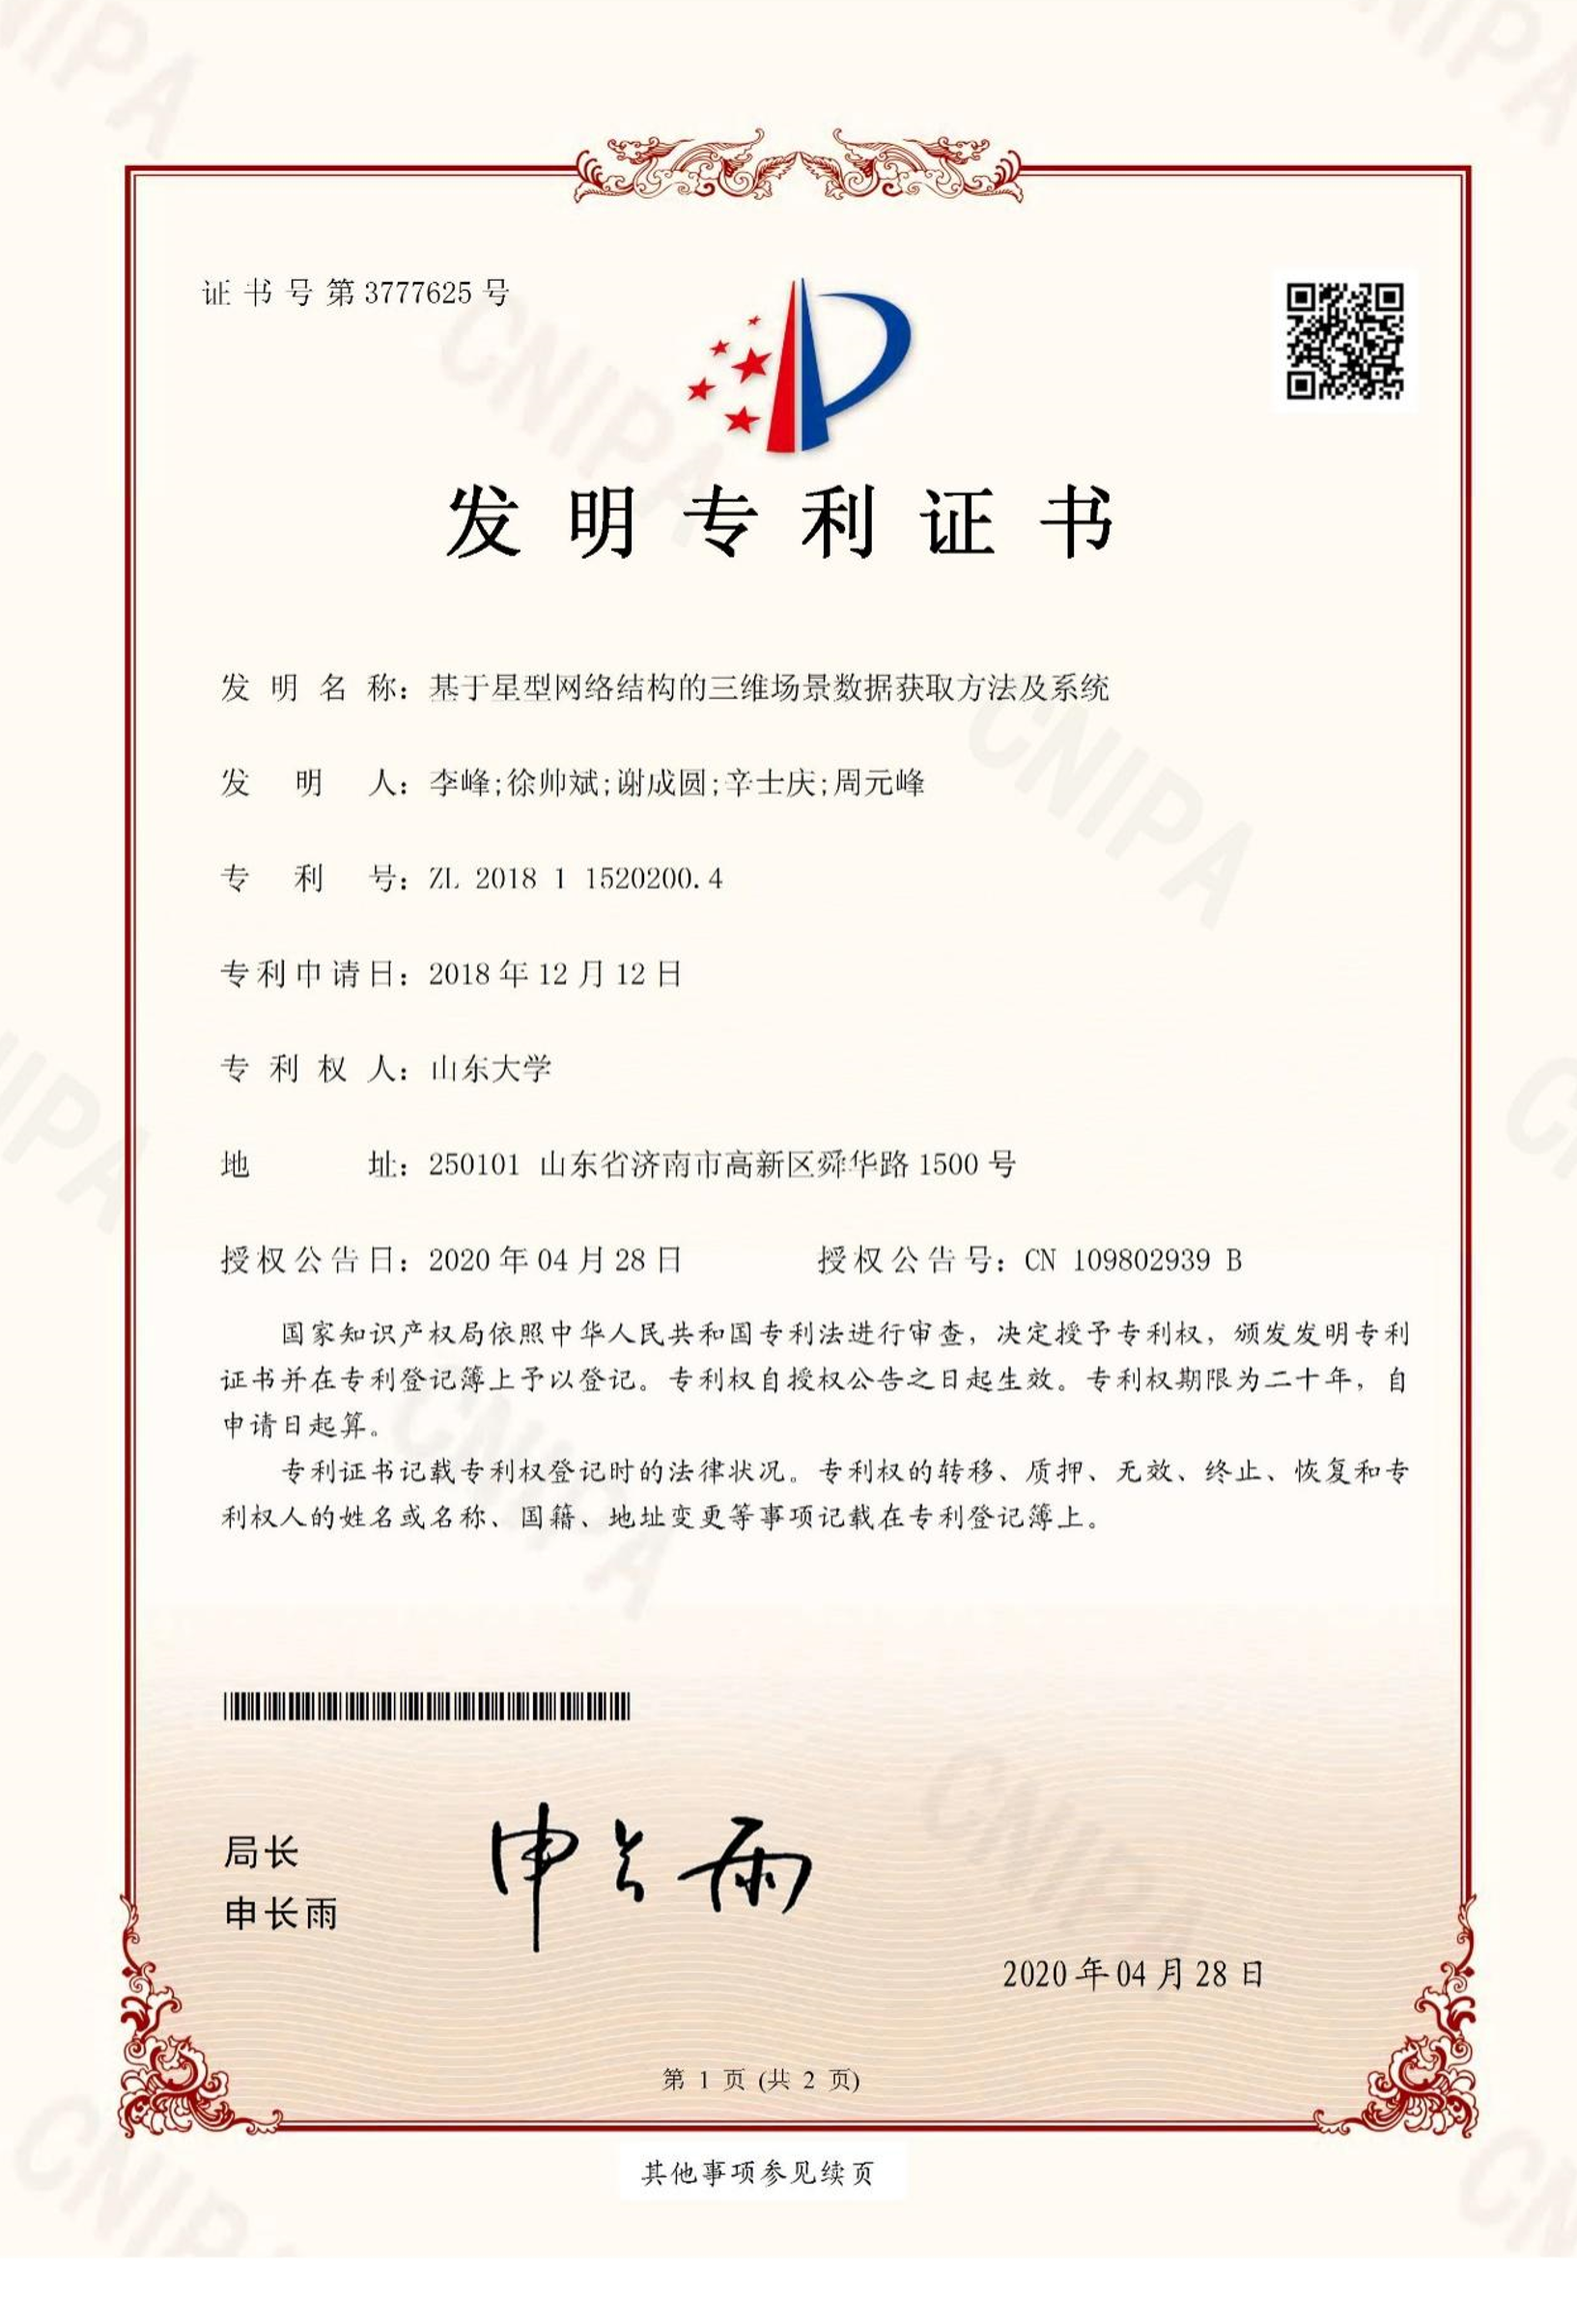 证书号第3777625号
发明专利证书
发明名称：基于星型网络结构的三维场景数据获取方法及系统
发明人：李峰;徐帅斌;谢成圆;辛士庆;周元峰
专利号：ZL 2018 1 1520200.4
专利申请日：2018年12月12日
专利权人：山东大学
地址：250101 山东省济南市高新区舜华路1500号
授权公告日：2020年04月28日 授权公告号：CN 109802939 B
国家知识产权局依照中华人民共和国专利法进行审查，决定授予专利权，颁发发明专利
证书并在专利登记簿上予以登记。专利权自授权公告之日起生效。专利权期限为二十年，自
申请日起算。
专利证书记载专利权登记时的法律状况。专利权的转移、质押、无效、终止、恢复和专
利权人的姓名或名称、国籍、地址变更等事项记载在专利登记簿上。
局长
申长雨
申长雨
2020年04月28日
第 1 页 (共 2 页)
其他事项参见续页
CNIPA
CNIPA
CNIPA
CNIPA
CNIPA